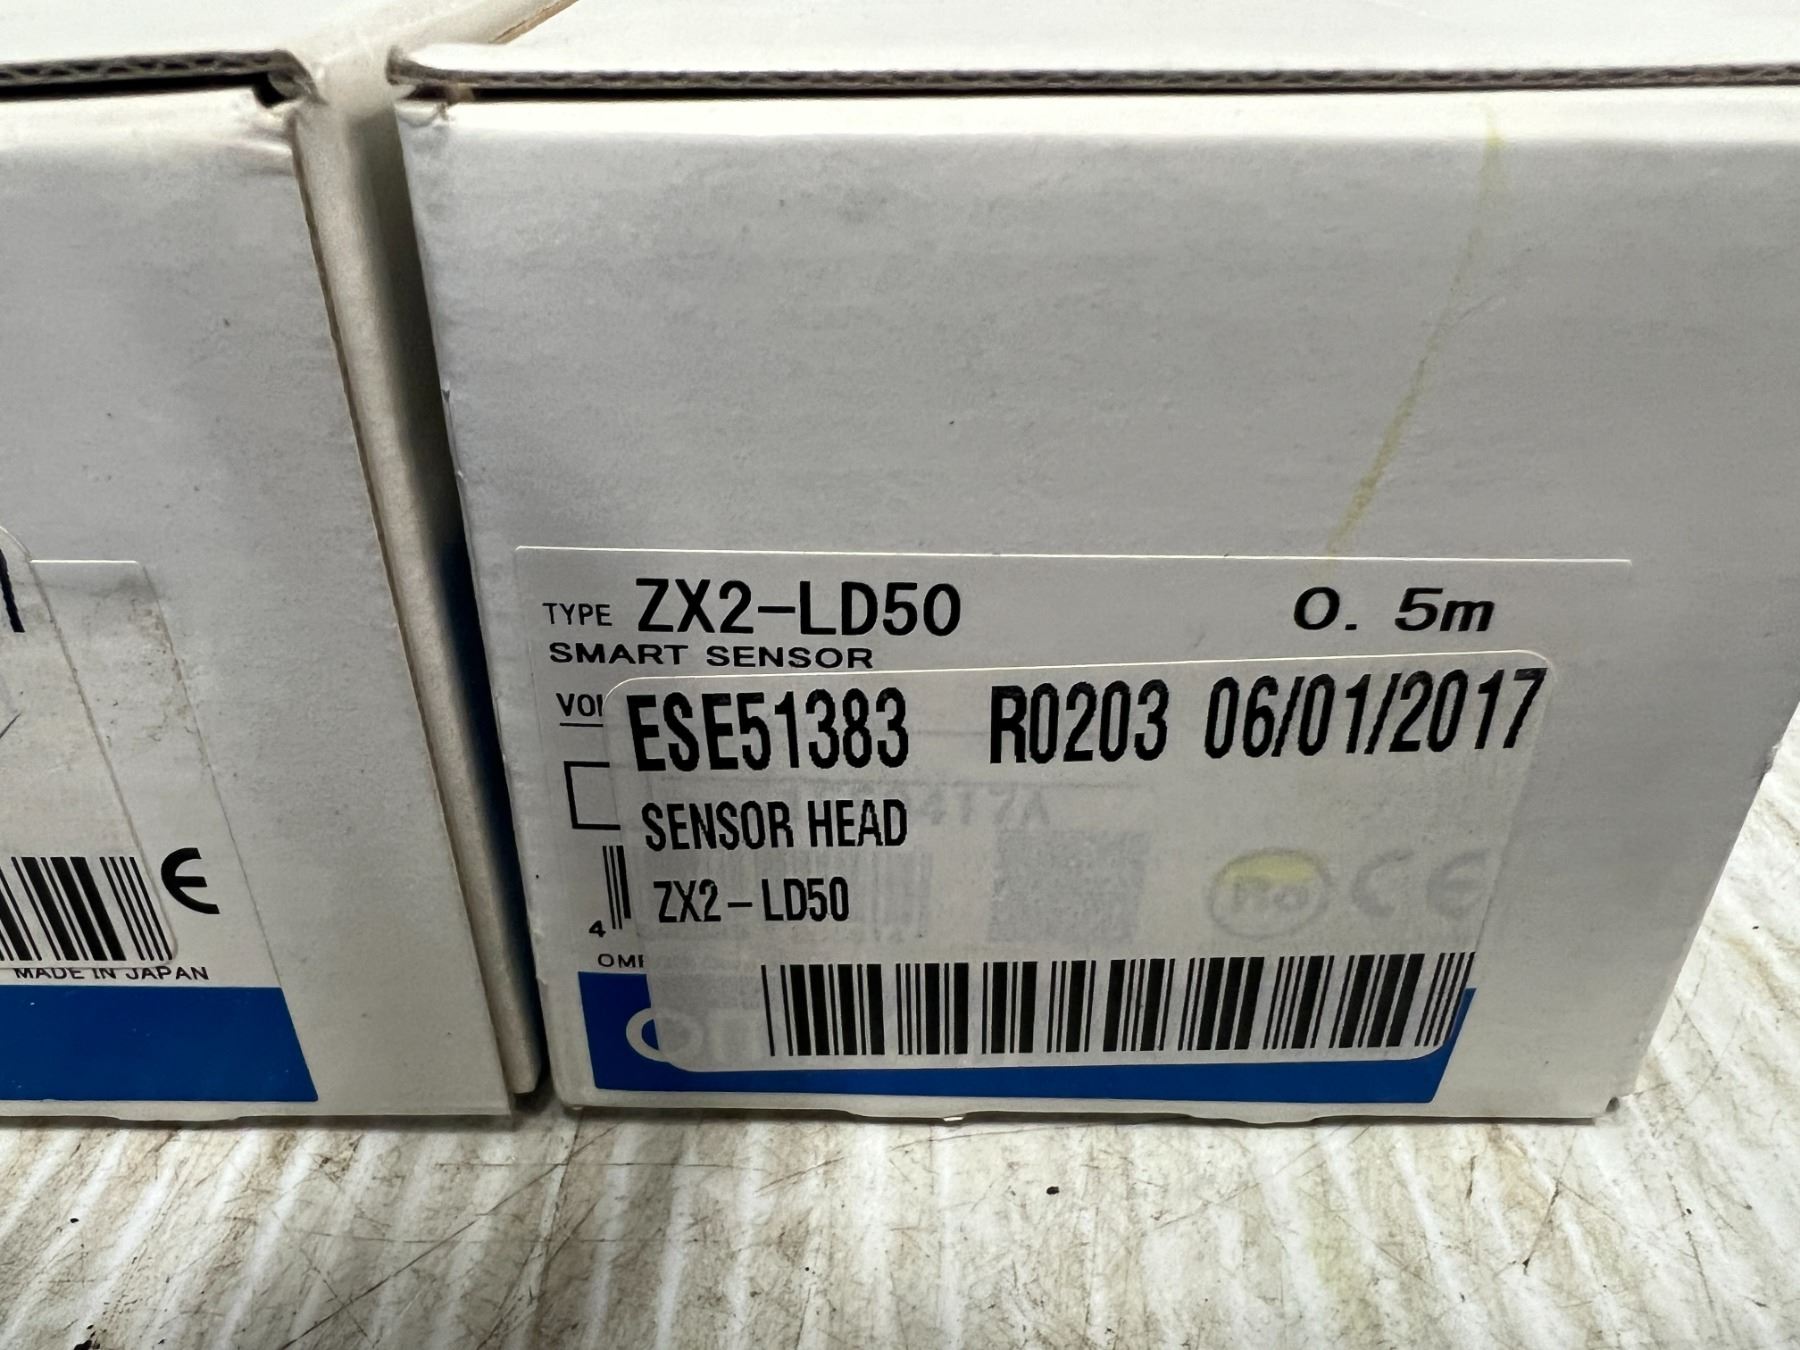 MADE IN JAPAN
TYPE ZX2-LD50 0. 5m
SMART SENSOR
ESE51383 R0203 06/01/2017
SENSOR HEAD
ZX2-LD50
4